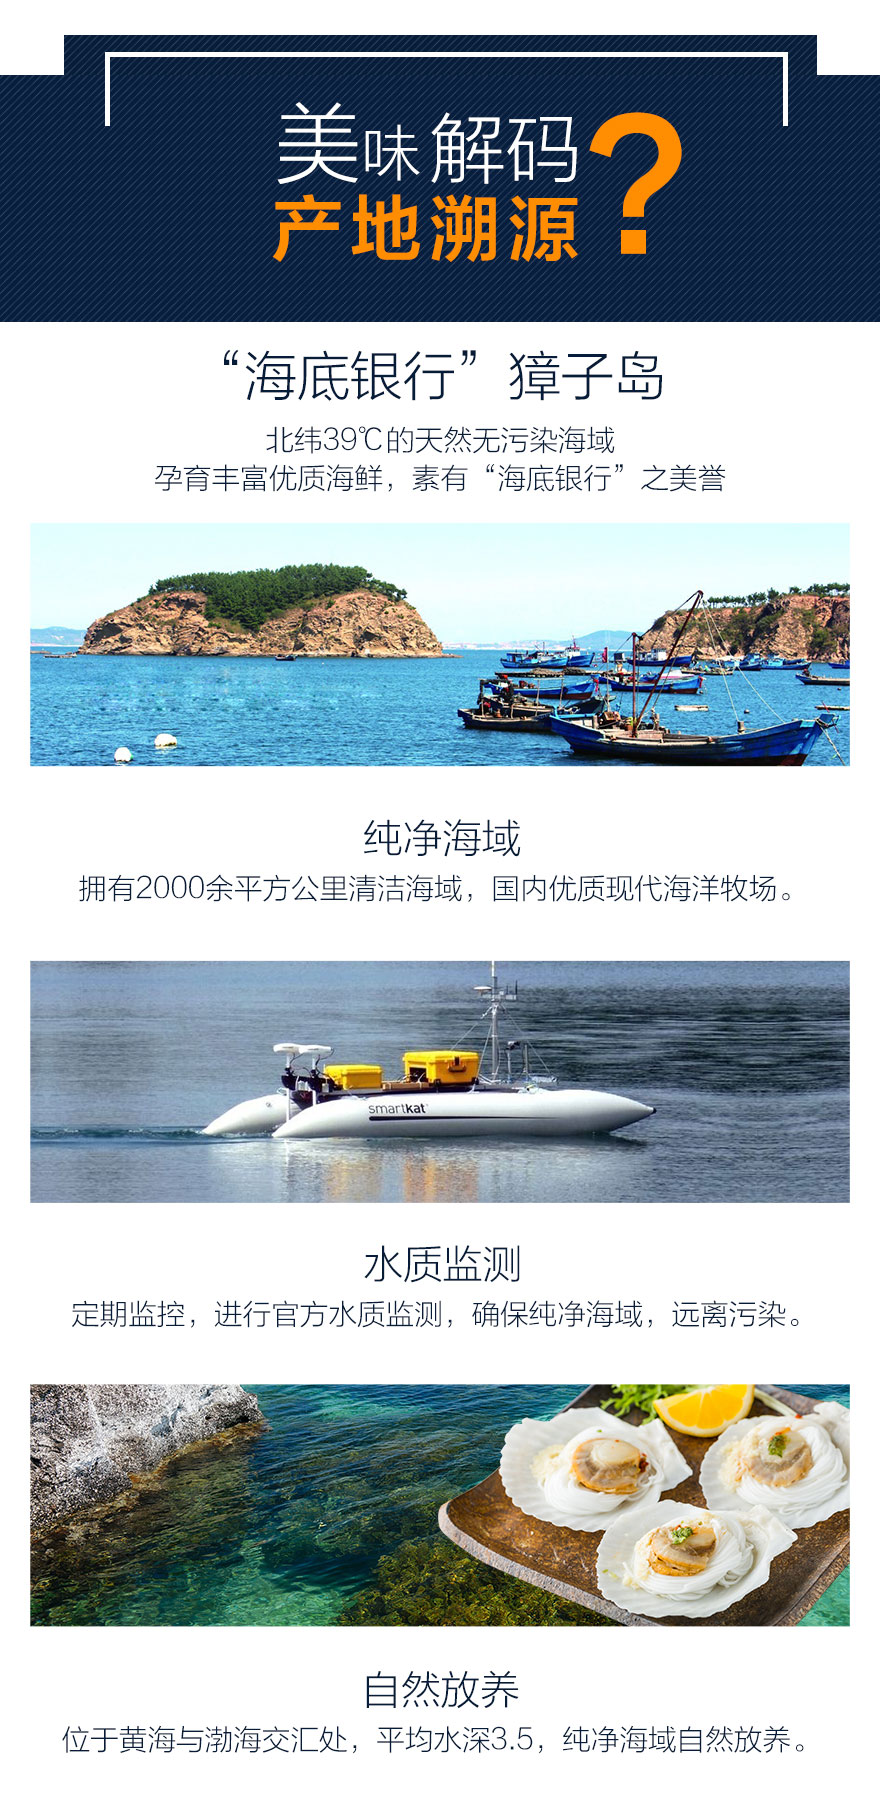 美味解码
产地溯源?
“海底银行”獐子岛
北纬39℃的天然无污染海域
孕育丰富优质海鲜，素有“海底银行”之美誉
纯净海域
拥有2000余平方公里清洁海域，国内优质现代海洋牧场。
smartkat
水质监测
定期监控，进行官方水质监测，确保纯净海域，远离污染。
自然放养
位于黄海与渤海交汇处，平均水深3.5，纯净海域自然放养。